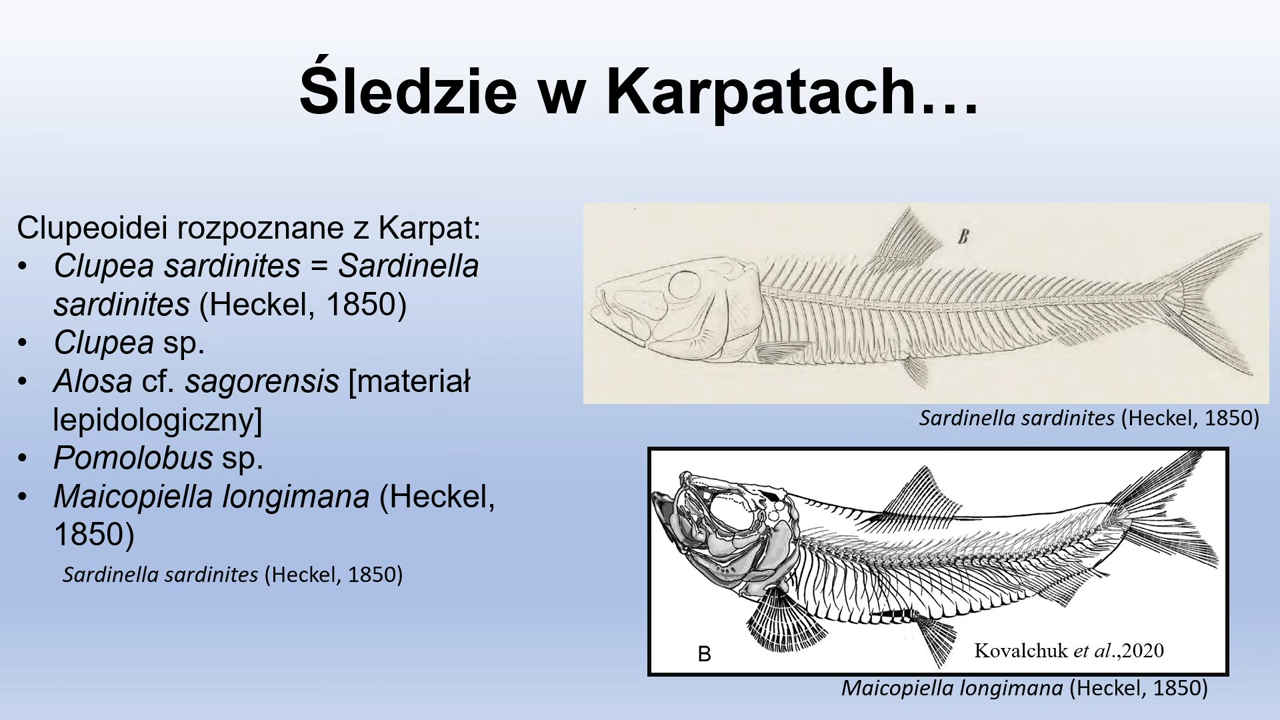 Śledzie w Karpatach…
Clupeoidei rozpoznane z Karpat:
• Clupea sardinites = Sardinella
sardinites (Heckel, 1850)
• Clupea sp.
• Alosa cf. sagorensis [materiał
lepidologiczny]
• Pomolobus sp.
• Maicopiella longimana (Heckel,
1850)
Sardinella sardinites (Heckel, 1850)
B
Sardinella sardinites (Heckel, 1850)
B
Kovalchuk et al.,2020
Maicopiella longimana (Heckel, 1850)